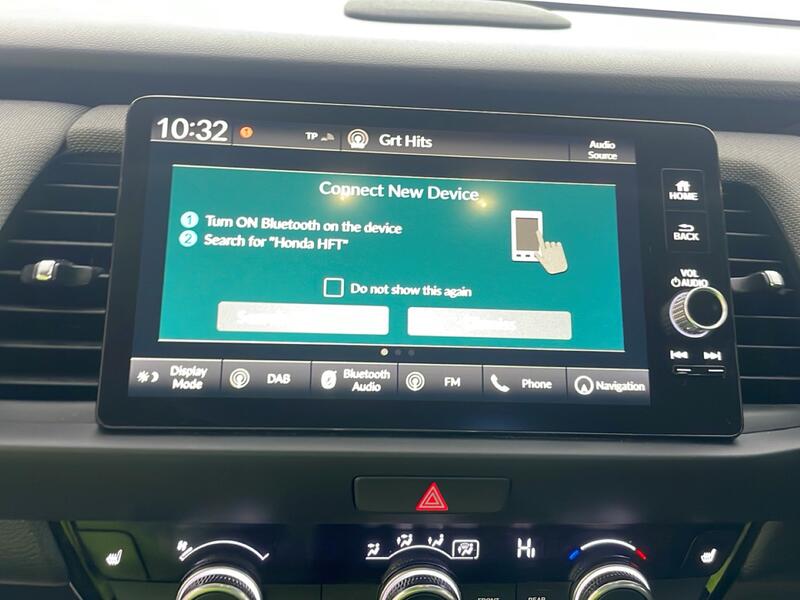 10:32
TP
Grt Hits
Audio
Source
Connect New Device
1 Turn ON Bluetooth on the device
2 Search for "Honda HFT"
Do not show this again
Display
Mode
DAB
Bluetooth
Audio
FM
Phone
Navigation
HOME
BACK
VOL
AUDIO
Hi
FRONT
REAR